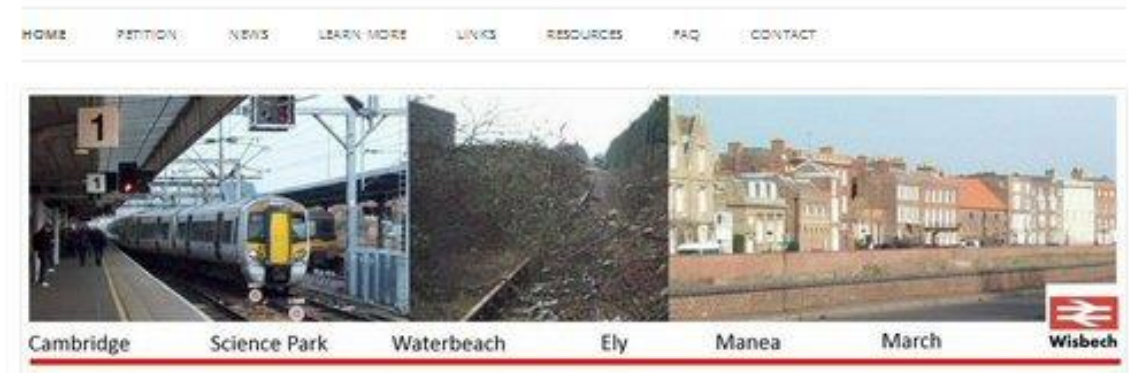 HOME PETITION NEWS LEARN MORE LINKS RESOURCES FAQ CONTACT
1
1
Cambridge Science Park Waterbeach Ely Manea March Wisbech